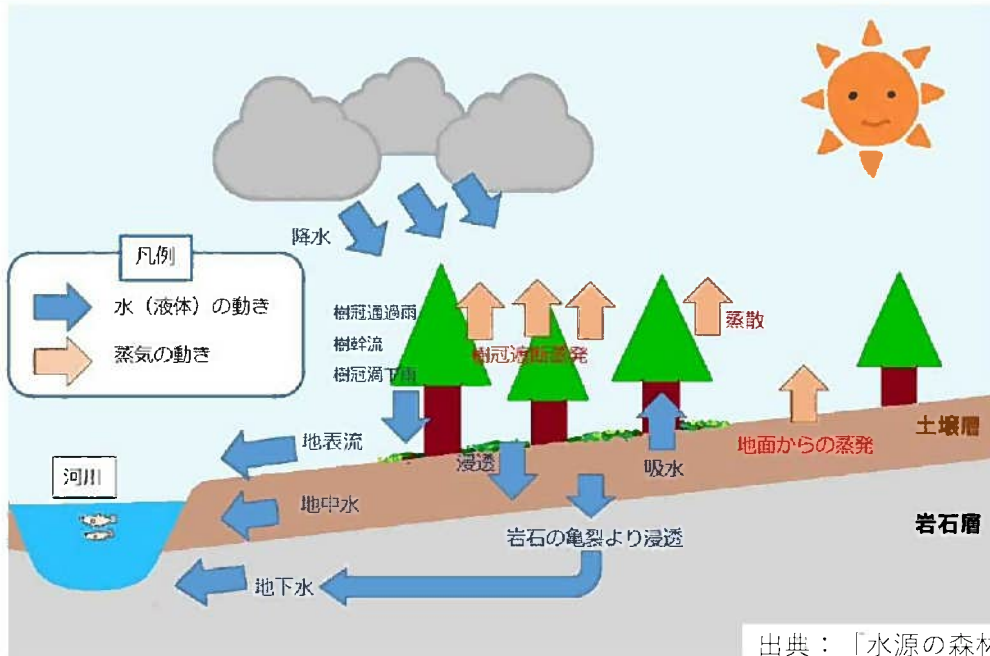 降水
凡例
水（液体）の動き
蒸気の動き
樹冠通過雨
樹幹流
樹冠滴下雨
樹冠遮断蒸発
蒸散
地表流
浸透
吸水
地面からの蒸発
土壌層
河川
地中水
岩石の亀裂より浸透
岩石層
地下水
出典：「水源の森林